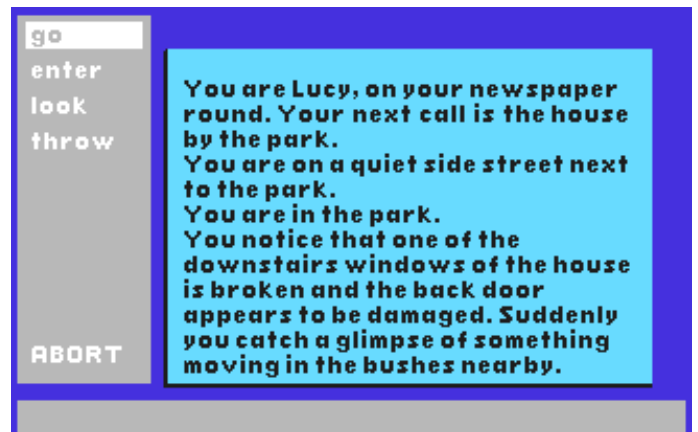 go
enter
look
throw
ABORT
You are Lucy, on your newspaper
round. Your next call is the house
by the park.
You are on a quiet side street next
to the park.
You are in the park.
You notice that one of the
downstairs windows of the house
is broken and the back door
appears to be damaged. Suddenly
you catch a glimpse of something
moving in the bushes nearby.